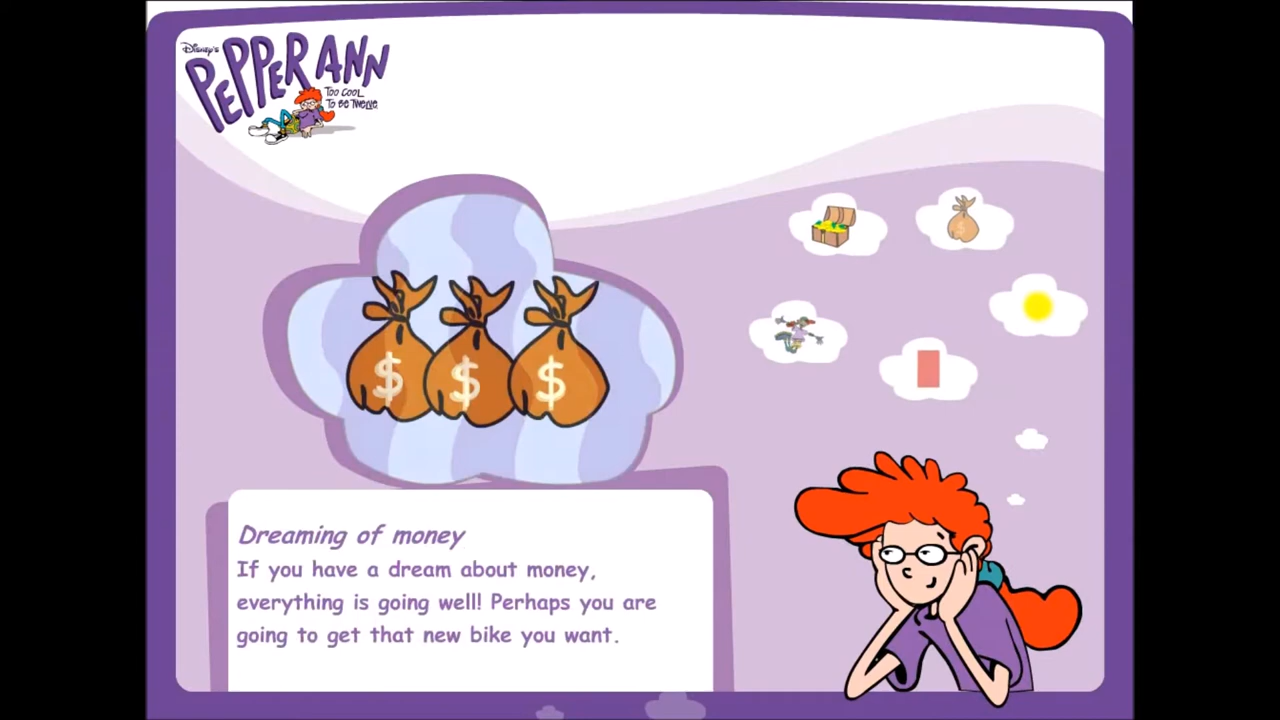 Disney's
PEPPER ANN
TOO COOL
TO BE TWELVE
$ $ $
$
Dreaming of money
If you have a dream about money,
everything is going well! Perhaps you are
going to get that new bike you want.